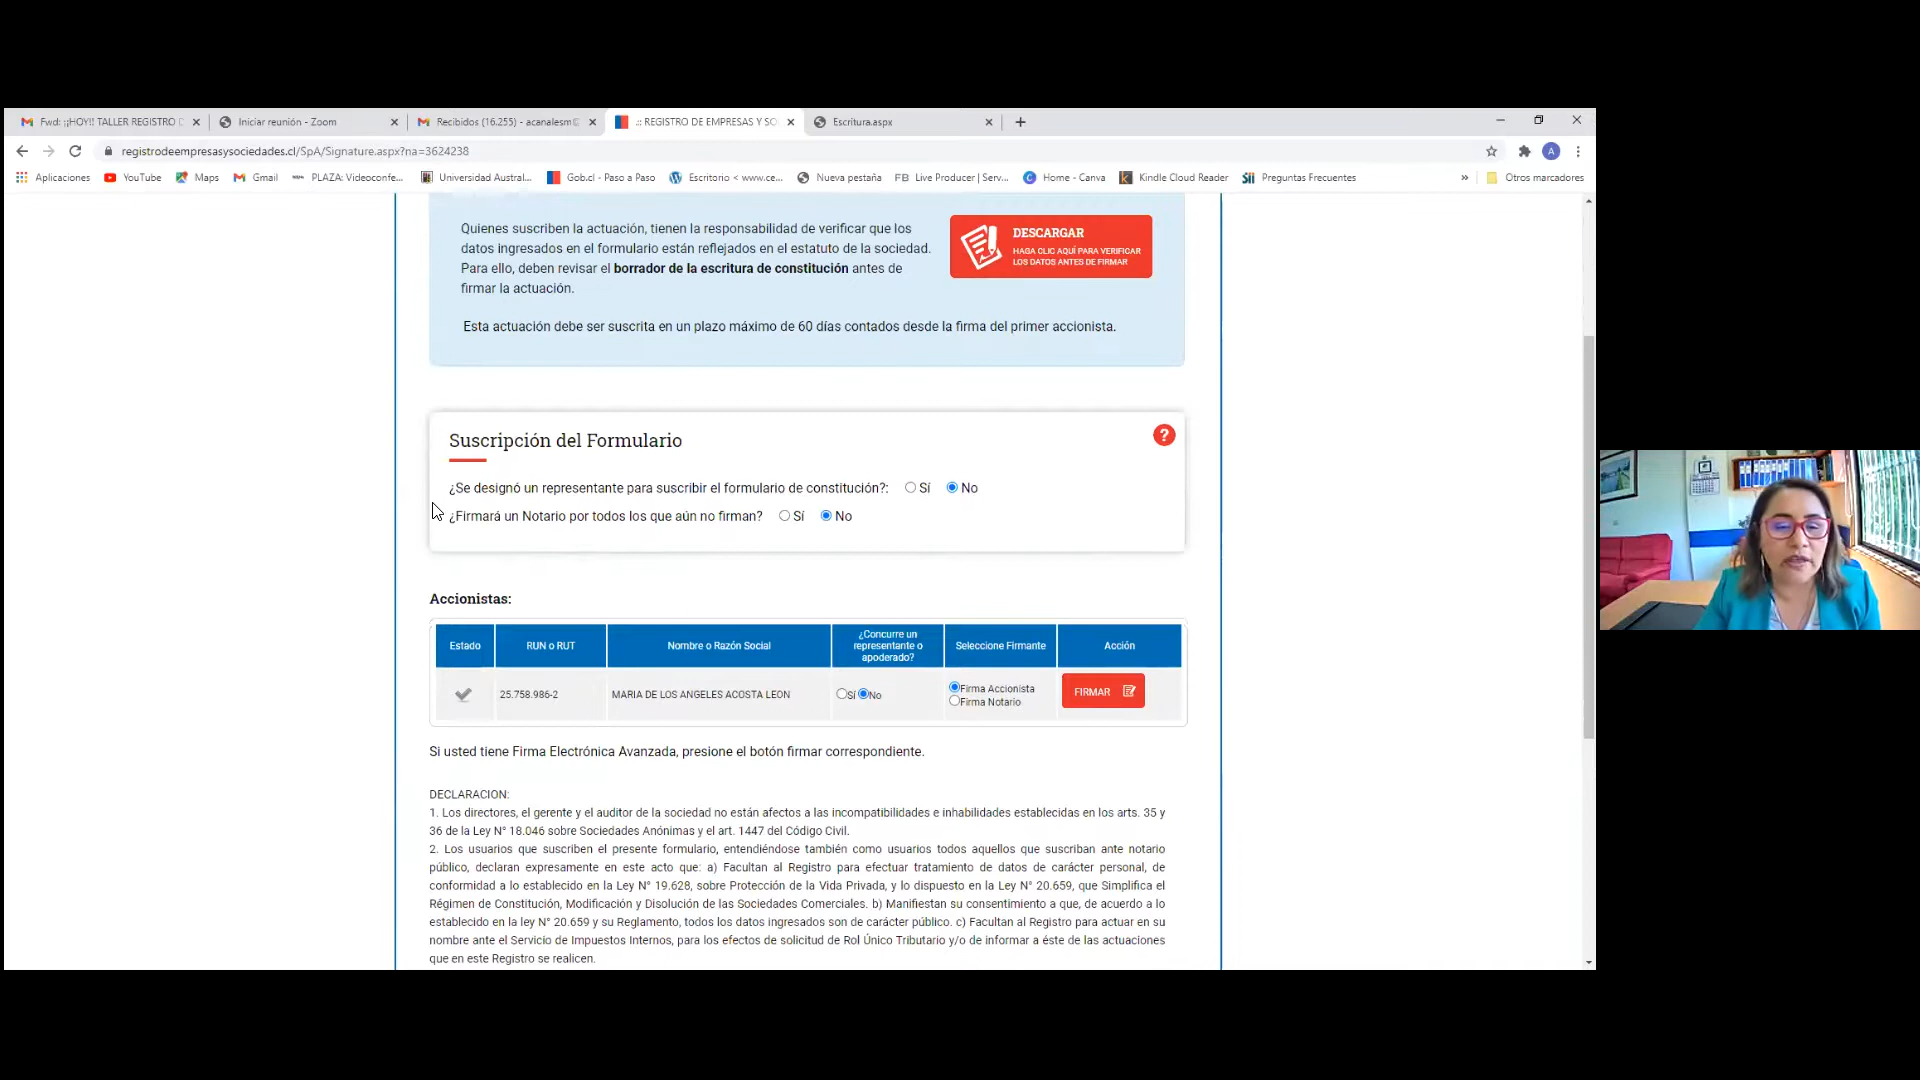 Fwd: ¡¡HOY!! TALLER REGISTRO
Iniciar reunión - Zoom
Recibidos (16.255) - acanalesm
.:: REGISTRO DE EMPRESAS Y SO
Escritura.aspx
registrodeempresasysociedades.cl/SpA/Signature.aspx?na=3624238
A
Aplicaciones
YouTube
Maps
Gmail
PLAZA: Videoconfe...
Universidad Austral...
Gob.cl - Paso a Paso
Escritorio < www.ce...
Nueva pestaña
FB Live Producer | Serv...
Home - Canva
Kindle Cloud Reader
Sii Preguntas Frecuentes
»
Otros marcadores
Quienes suscriben la actuación, tienen la responsabilidad de verificar que los
datos ingresados en el formulario están reflejados en el estatuto de la sociedad.
Para ello, deben revisar el borrador de la escritura de constitución antes de
firmar la actuación.
DESCARGAR
HAGA CLIC AQUÍ PARA VERIFICAR
LOS DATOS ANTES DE FIRMAR
Esta actuación debe ser suscrita en un plazo máximo de 60 días contados desde la firma del primer accionista.
Suscripción del Formulario
?
¿Se designó un representante para suscribir el formulario de constitución?: Sí No
¿Firmará un Notario por todos los que aún no firman? Sí No
Accionistas:
Estado
RUN o RUT
Nombre o Razón Social
¿Concurre un
representante o
apoderado?
Seleccione Firmante
Acción
25.758.986-2
MARIA DE LOS ANGELES ACOSTA LEON
Sí No
Firma Accionista
Firma Notario
FIRMAR
Si usted tiene Firma Electrónica Avanzada, presione el botón firmar correspondiente.
DECLARACION:
1. Los directores, el gerente y el auditor de la sociedad no están afectos a las incompatibilidades e inhabilidades establecidas en los arts. 35 y
36 de la Ley N° 18.046 sobre Sociedades Anónimas y el art. 1447 del Código Civil.
2. Los usuarios que suscriben el presente formulario, entendiéndose también como usuarios todos aquellos que suscriban ante notario
público, declaran expresamente en este acto que: a) Facultan al Registro para efectuar tratamiento de datos de carácter personal, de
conformidad a lo establecido en la Ley N° 19.628, sobre Protección de la Vida Privada, y lo dispuesto en la Ley N° 20.659, que Simplifica el
Régimen de Constitución, Modificación y Disolución de las Sociedades Comerciales. b) Manifiestan su consentimiento a que, de acuerdo a lo
establecido en la ley N° 20.659 y su Reglamento, todos los datos ingresados son de carácter público. c) Facultan al Registro para actuar en su
nombre ante el Servicio de Impuestos Internos, para los efectos de solicitud de Rol Único Tributario y/o de informar a éste de las actuaciones
que en este Registro se realicen.